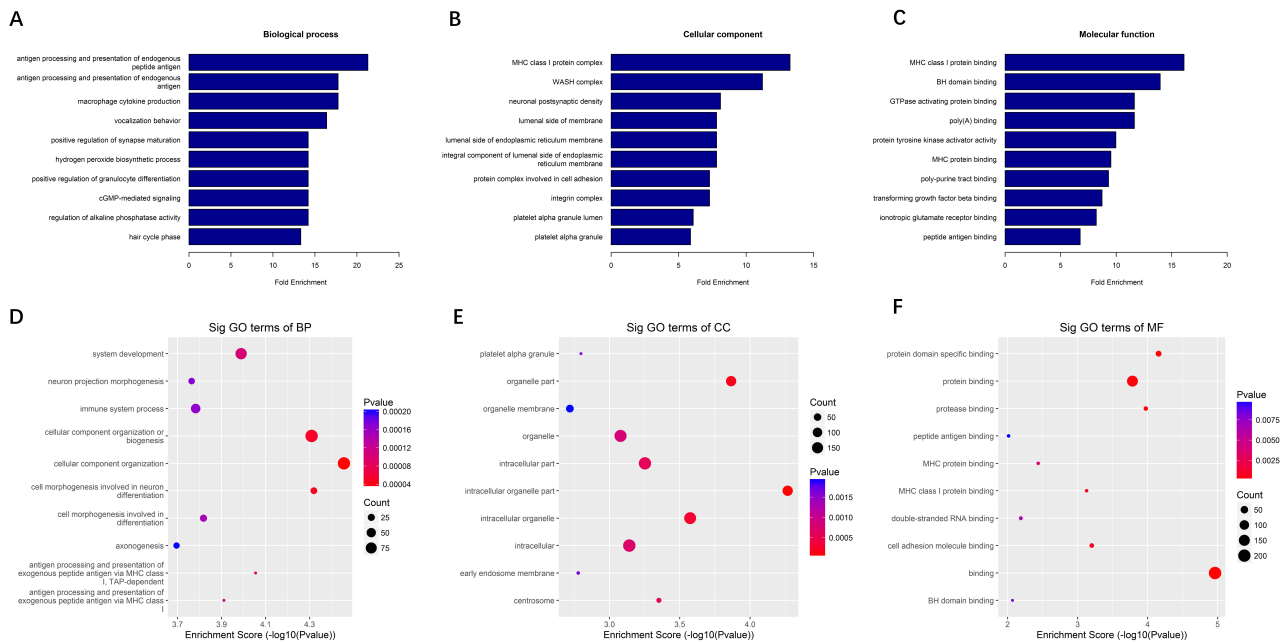 A
Biological process
antigen processing and presentation of endogenous
peptide antigen
antigen processing and presentation of endogenous
antigen
macrophage cytokine production
vocalization behavior
positive regulation of synapse maturation
hydrogen peroxide biosynthetic process
positive regulation of granulocyte differentiation
cGMP-mediated signaling
regulation of alkaline phosphatase activity
hair cycle phase
0 5 10 15 20 25
Fold Enrichment
B
Cellular component
MHC class I protein complex
WASH complex
neuronal postsynaptic density
lumenal side of membrane
lumenal side of endoplasmic reticulum membrane
integral component of lumenal side of endoplasmic
reticulum membrane
protein complex involved in cell adhesion
integrin complex
platelet alpha granule lumen
platelet alpha granule
0 5 10 15
Fold Enrichment
C
Molecular function
MHC class I protein binding
BH domain binding
GTPase activating protein binding
poly(A) binding
protein tyrosine kinase activator activity
MHC protein binding
poly-purine tract binding
transforming growth factor beta binding
ionotropic glutamate receptor binding
peptide antigen binding
0 5 10 15 20
Fold Enrichment
D
Sig GO terms of BP
system development
neuron projection morphogenesis
immune system process
cellular component organization or
biogenesis
cellular component organization
cell morphogenesis involved in neuron
differentiation
cell morphogenesis involved in
differentiation
axonogenesis
antigen processing and presentation of
exogenous peptide antigen via MHC class
I, TAP-dependent
antigen processing and presentation of
exogenous peptide antigen via MHC class
I
3.7 3.9 4.1 4.3
Enrichment Score (-log10(Pvalue))
Pvalue
0.00020
0.00016
0.00012
0.00008
0.00004
Count
25
50
75
E
Sig GO terms of CC
platelet alpha granule
organelle part
organelle membrane
organelle
intracellular part
intracellular organelle part
intracellular organelle
intracellular
early endosome membrane
centrosome
3.0 3.5 4.0
Enrichment Score (-log10(Pvalue))
Count
50
100
150
Pvalue
0.0015
0.0010
0.0005
F
Sig GO terms of MF
protein domain specific binding
protein binding
protease binding
peptide antigen binding
MHC protein binding
MHC class I protein binding
double-stranded RNA binding
cell adhesion molecule binding
binding
BH domain binding
2 3 4 5
Enrichment Score (-log10(Pvalue))
Pvalue
0.0075
0.0050
0.0025
Count
50
100
150
200